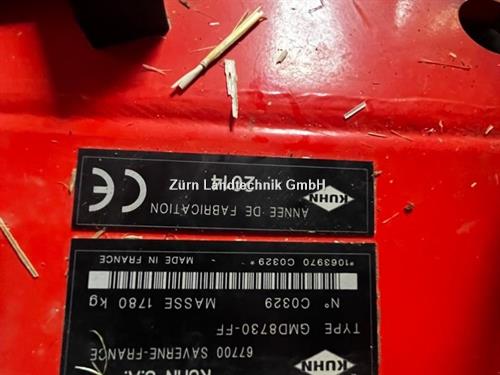 Zürn Landtechnik GmbH
KUHN S.A.
67700 SAVERNE-FRANCE
KUHN
TYPE GMD8730-FF
N° C0329 MASSE 1780 kg
*1063970 C0329* MADE IN FRANCE
KUHN
ANNEE DE FABRICATION
2014
CE